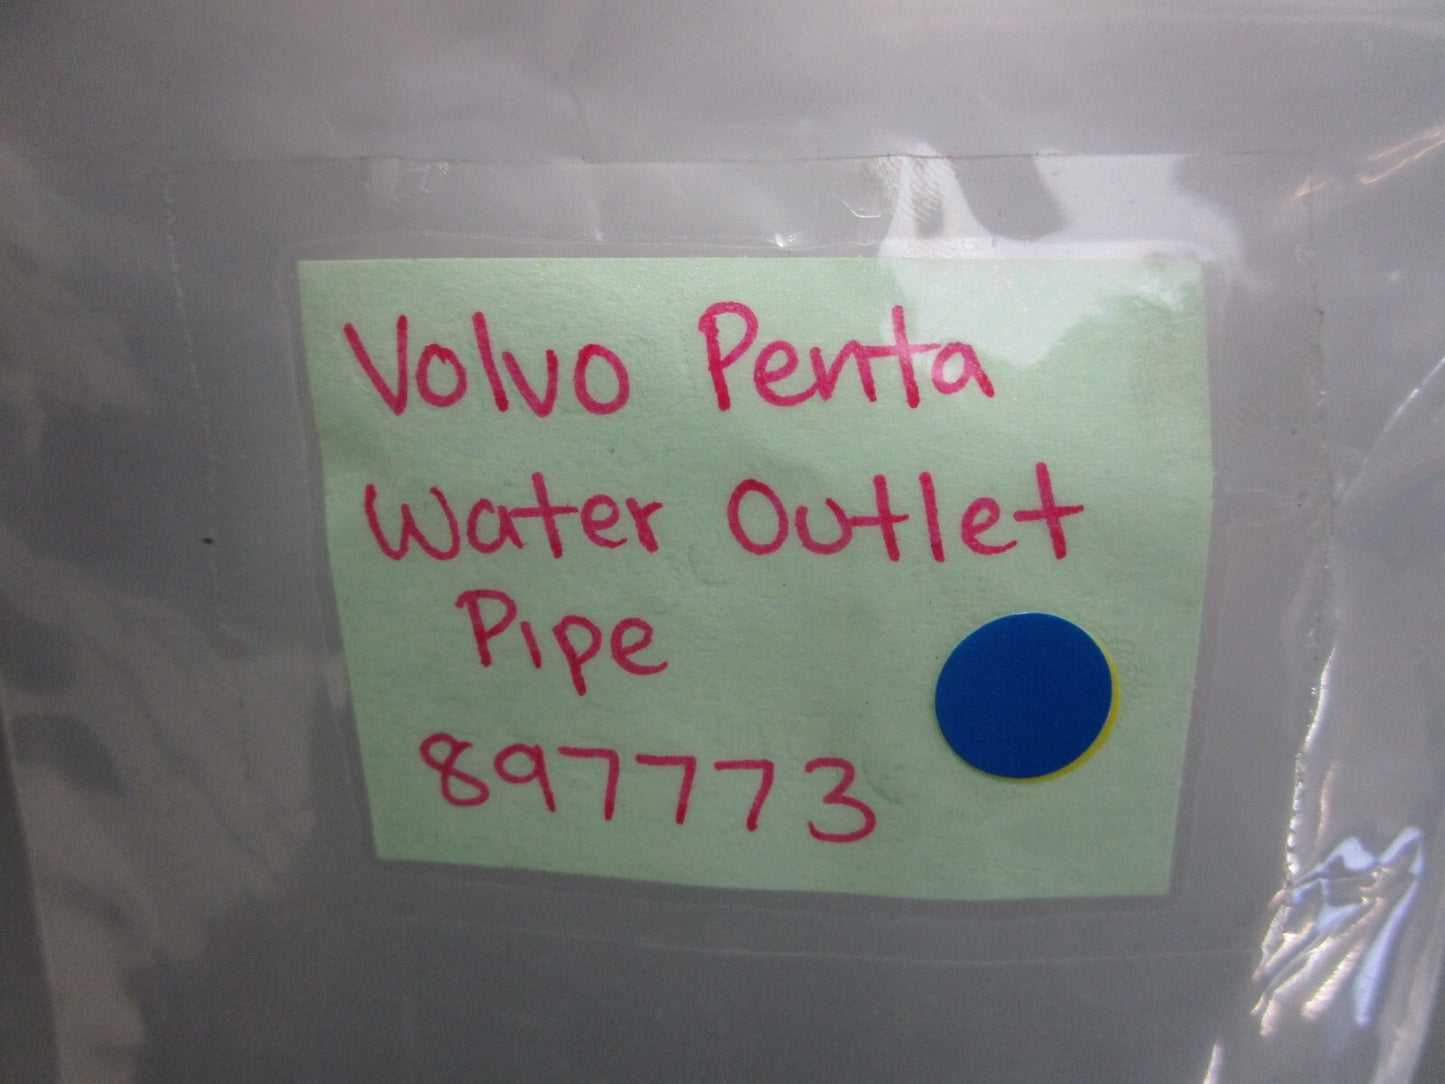 Volvo Penta
Water Outlet
Pipe
897773